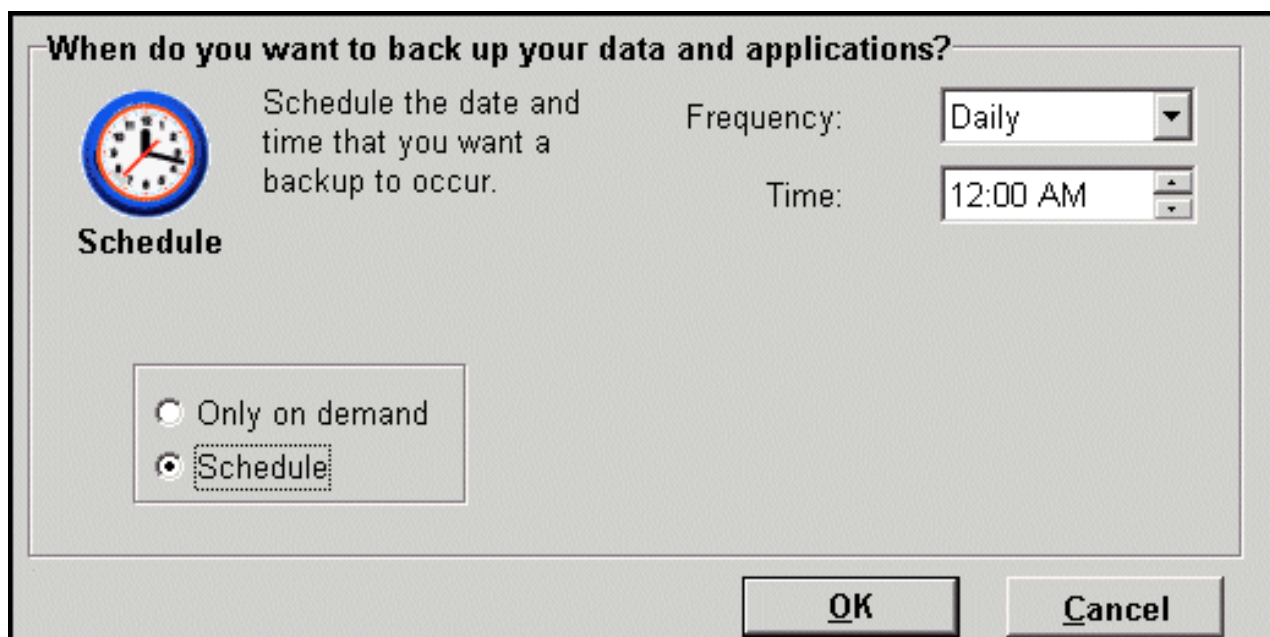 When do you want to back up your data and applications?
Schedule the date and
time that you want a
backup to occur.
Schedule
Frequency: Daily
Time: 12:00 AM
Only on demand
Schedule
OK Cancel